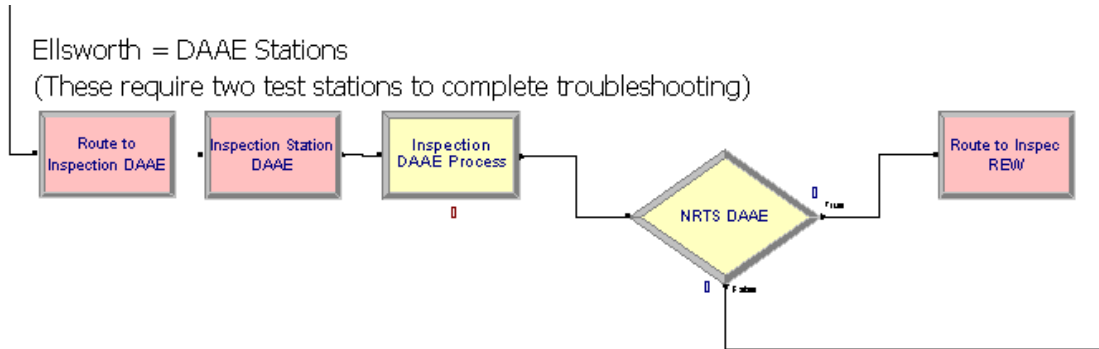 Ellsworth = DAAE Stations
(These require two test stations to complete troubleshooting)
Route to
Inspection DAAE
Inspection Station
DAAE
Inspection
DAAE Process
0
NRTS DAAE
0
True
0
False
Route to Inspec
REW